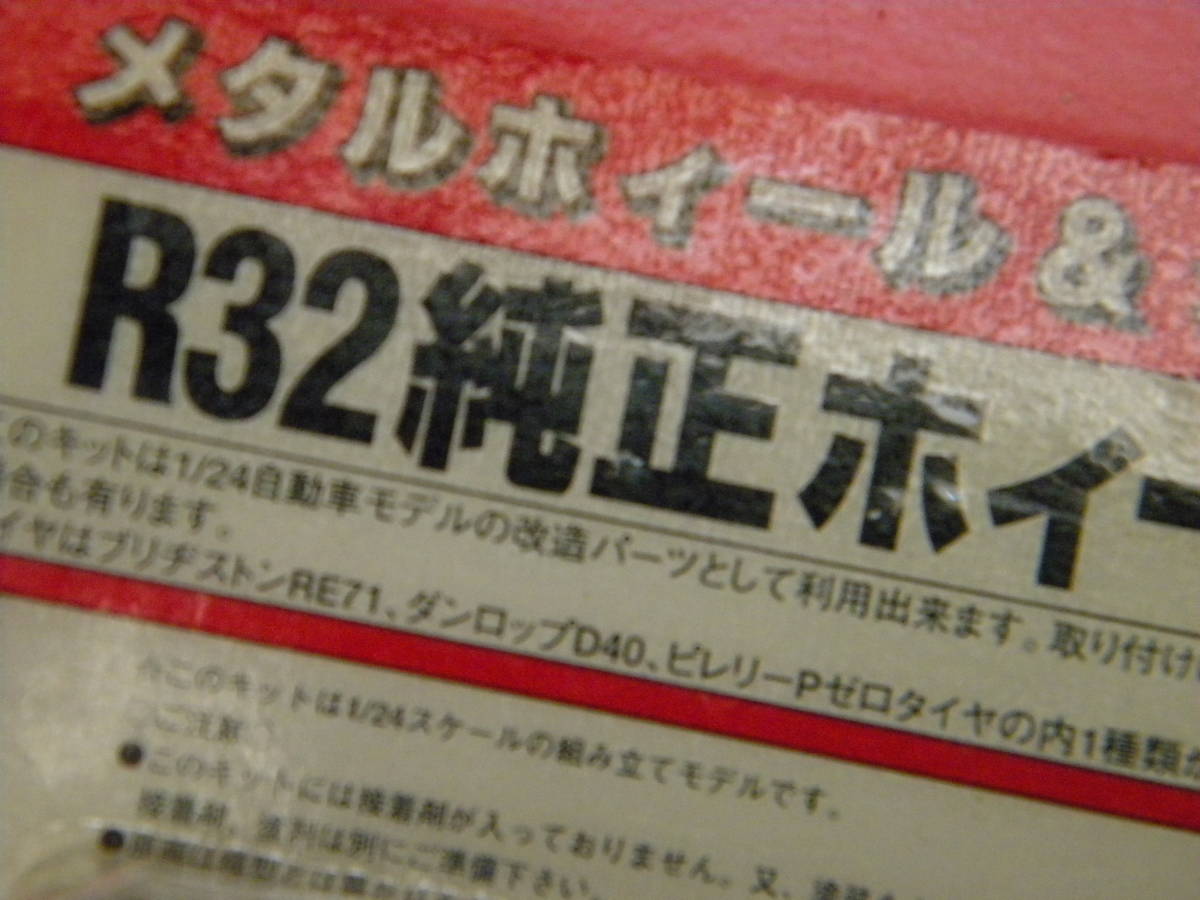 メタルホィール&
R32純正ホイー
このキットは1/24自動車モデルの改造パーツとして利用出来ます。取り付け
合も有ります。
イヤはブリヂストンRE71、ダンロップD40、ピレリーPゼロタイヤの内1種類が
☆このキットは1/24スケールの組み立てモデルです。
ご注意
●このキットには接着剤が入っておりません。又、塗装
接着剤、塗料は別にご準備下さい。